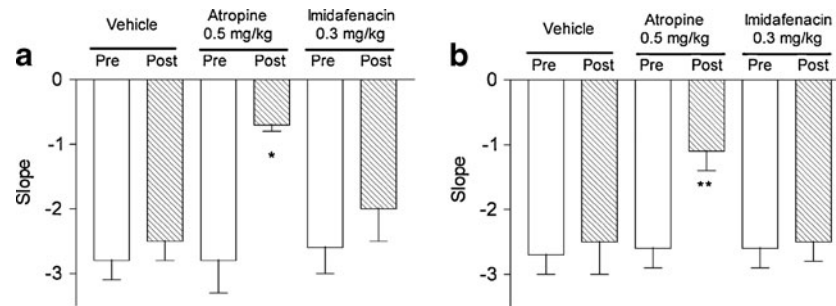 a
Vehicle
Atropine
0.5 mg/kg
Imidafenacin
0.3 mg/kg
Pre Post Pre Post Pre Post
Slope
0
-1
-2
-3
*
b
Vehicle
Atropine
0.5 mg/kg
Imidafenacin
0.3 mg/kg
Pre Post Pre Post Pre Post
Slope
0
-1
-2
-3
**